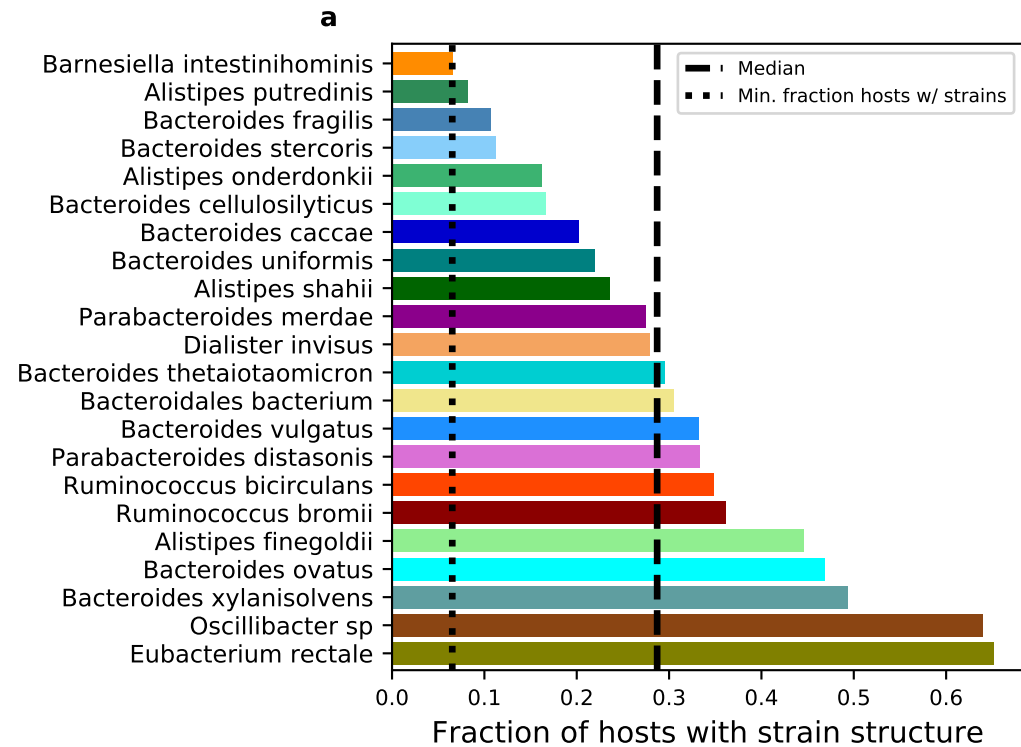 a
Barnesiella intestinihominis
Alistipes putredinis
Bacteroides fragilis
Bacteroides stercoris
Alistipes onderdonkii
Bacteroides cellulosilyticus
Bacteroides caccae
Bacteroides uniformis
Alistipes shahii
Parabacteroides merdae
Dialister invisus
Bacteroides thetaiotaomicron
Bacteroidales bacterium
Bacteroides vulgatus
Parabacteroides distasonis
Ruminococcus bicirculans
Ruminococcus bromii
Alistipes finegoldii
Bacteroides ovatus
Bacteroides xylanisolvens
Oscillibacter sp
Eubacterium rectale
Median
Min. fraction hosts w/ strains
0.0 0.1 0.2 0.3 0.4 0.5 0.6
Fraction of hosts with strain structure